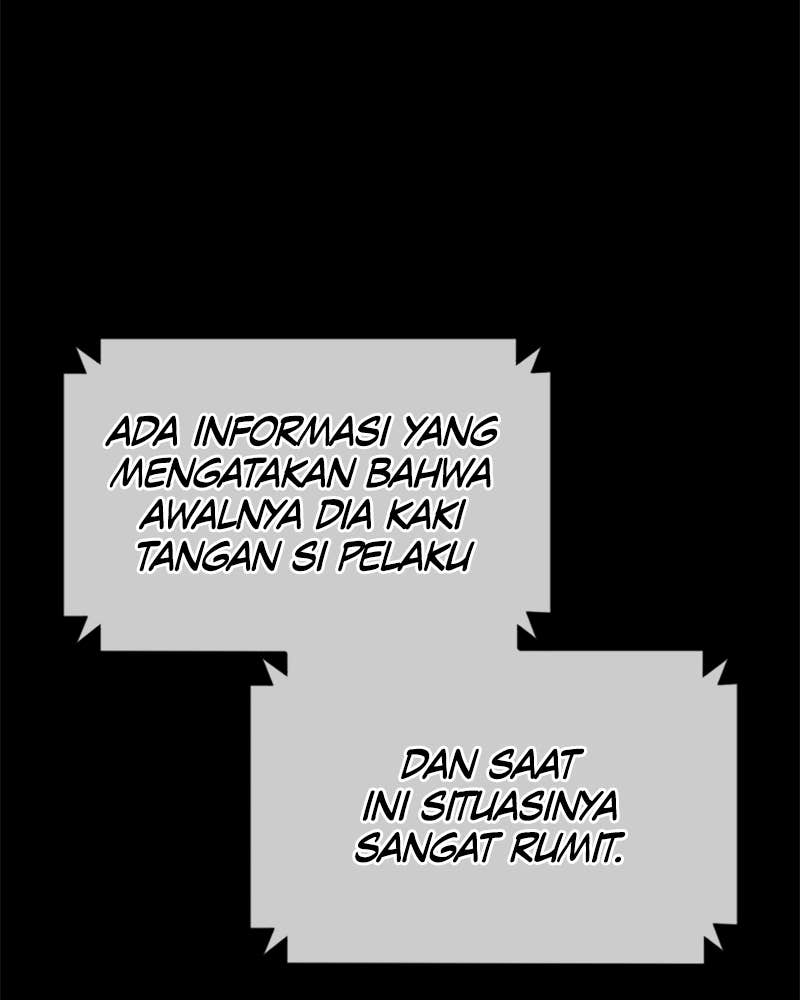 ADA INFORMASI YANG
MENGATAKAN BAHWA
AWALNYA DIA KAKI
TANGAN SI PELAKU
DAN SAAT
INI SITUASINYA
SANGAT RUMIT.